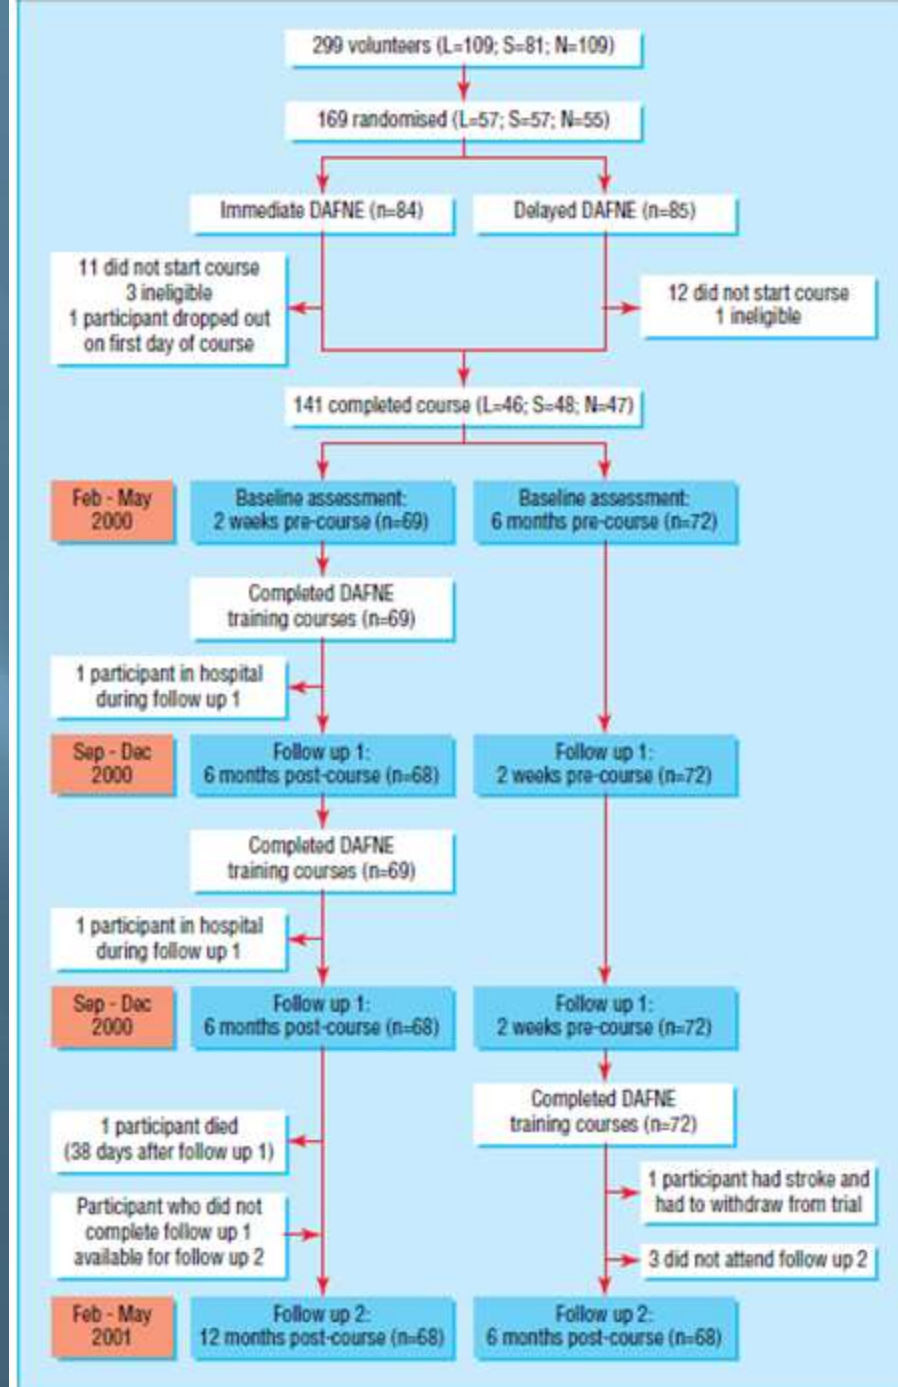 299 volunteers (L=109; S=81; N=109)
169 randomised (L=57; S=57; N=55)
Immediate DAFNE (n=84)
Delayed DAFNE (n=85)
11 did not start course
3 ineligible
1 participant dropped out
on first day of course
12 did not start course
1 ineligible
141 completed course (L=46; S=48; N=47)
Feb - May
2000
Baseline assessment:
2 weeks pre-course (n=69)
Baseline assessment:
6 months pre-course (n=72)
Completed DAFNE
training courses (n=69)
1 participant in hospital
during follow up 1
Sep - Dec
2000
Follow up 1:
6 months post-course (n=68)
Follow up 1:
2 weeks pre-course (n=72)
Completed DAFNE
training courses (n=69)
1 participant in hospital
during follow up 1
Sep - Dec
2000
Follow up 1:
6 months post-course (n=68)
Follow up 1:
2 weeks pre-course (n=72)
Completed DAFNE
training courses (n=72)
1 participant died
(38 days after follow up 1)
1 participant had stroke and
had to withdraw from trial
Participant who did not
complete follow up 1
available for follow up 2
3 did not attend follow up 2
Feb - May
2001
Follow up 2:
12 months post-course (n=68)
Follow up 2:
6 months post-course (n=68)